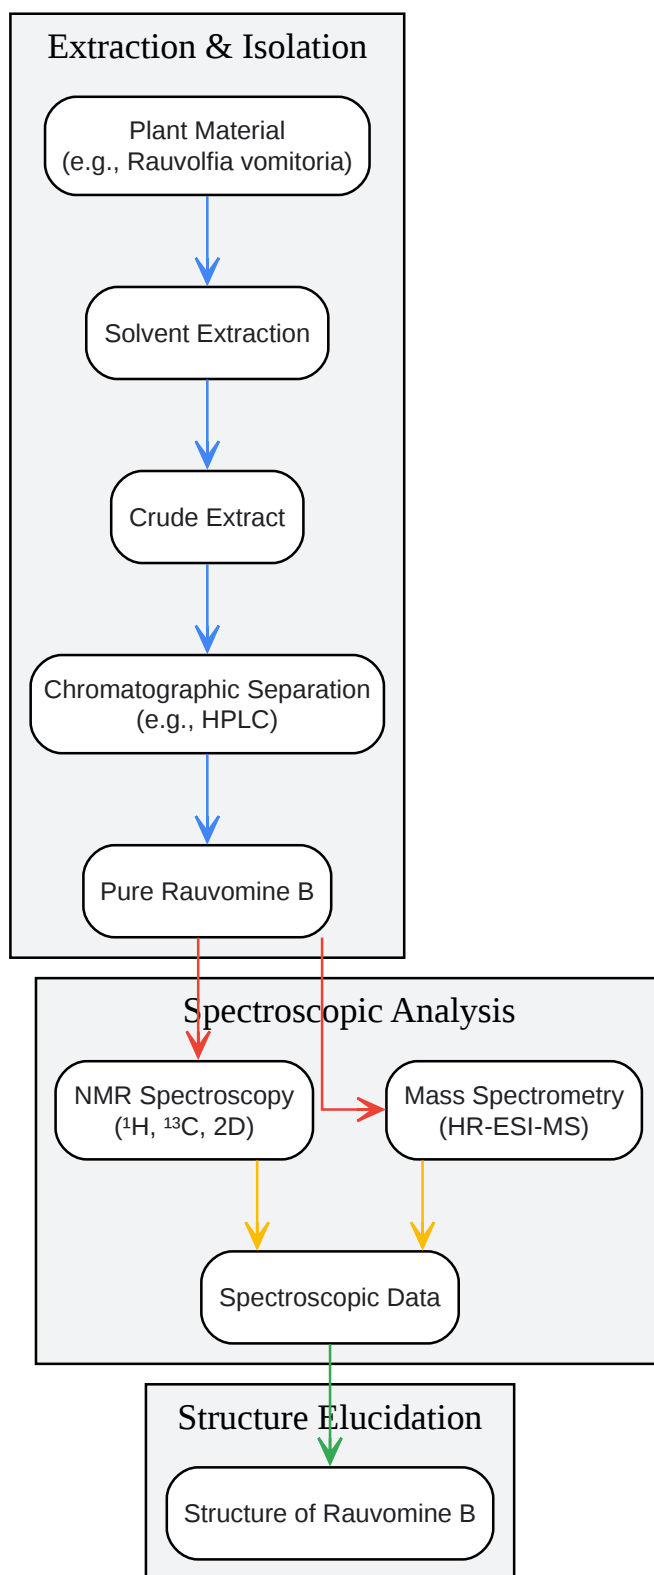 Extraction & Isolation
Plant Material
(e.g., Rauvolfia vomitoria)
Solvent Extraction
Crude Extract
Chromatographic Separation
(e.g., HPLC)
Pure Rauvomine B
Spectroscopic Analysis
NMR Spectroscopy
(¹H, ¹³C, 2D)
Mass Spectrometry
(HR-ESI-MS)
Spectroscopic Data
Structure Elucidation
Structure of Rauvomine B